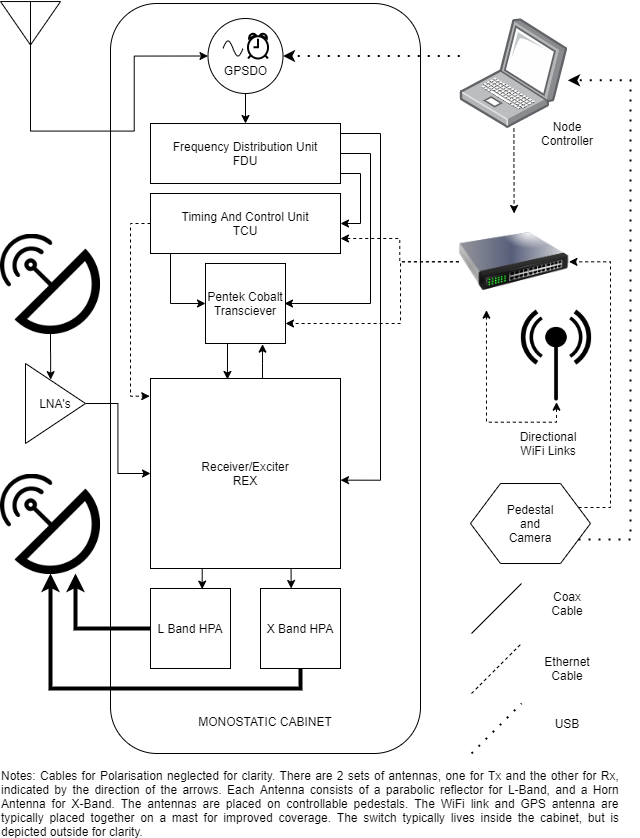 GPSDO
Node
Controller
Frequency Distribution Unit
FDU
Timing And Control Unit
TCU
Pentek Cobalt
Transciever
LNA's
Receiver/Exciter
REX
Directional
WiFi Links
Pedestal
and
Camera
L Band HPA
X Band HPA
Coax
Cable
Ethernet
Cable
USB
MONOSTATIC CABINET
Notes: Cables for Polarisation neglected for clarity. There are 2 sets of antennas, one for Tx and the other for Rx,
indicated by the direction of the arrows. Each Antenna consists of a parabolic reflector for L-Band, and a Horn
Antenna for X-Band. The antennas are placed on controllable pedestals. The WiFi link and GPS antenna are
typically placed together on a mast for improved coverage. The switch typically lives inside the cabinet, but is
depicted outside for clarity.